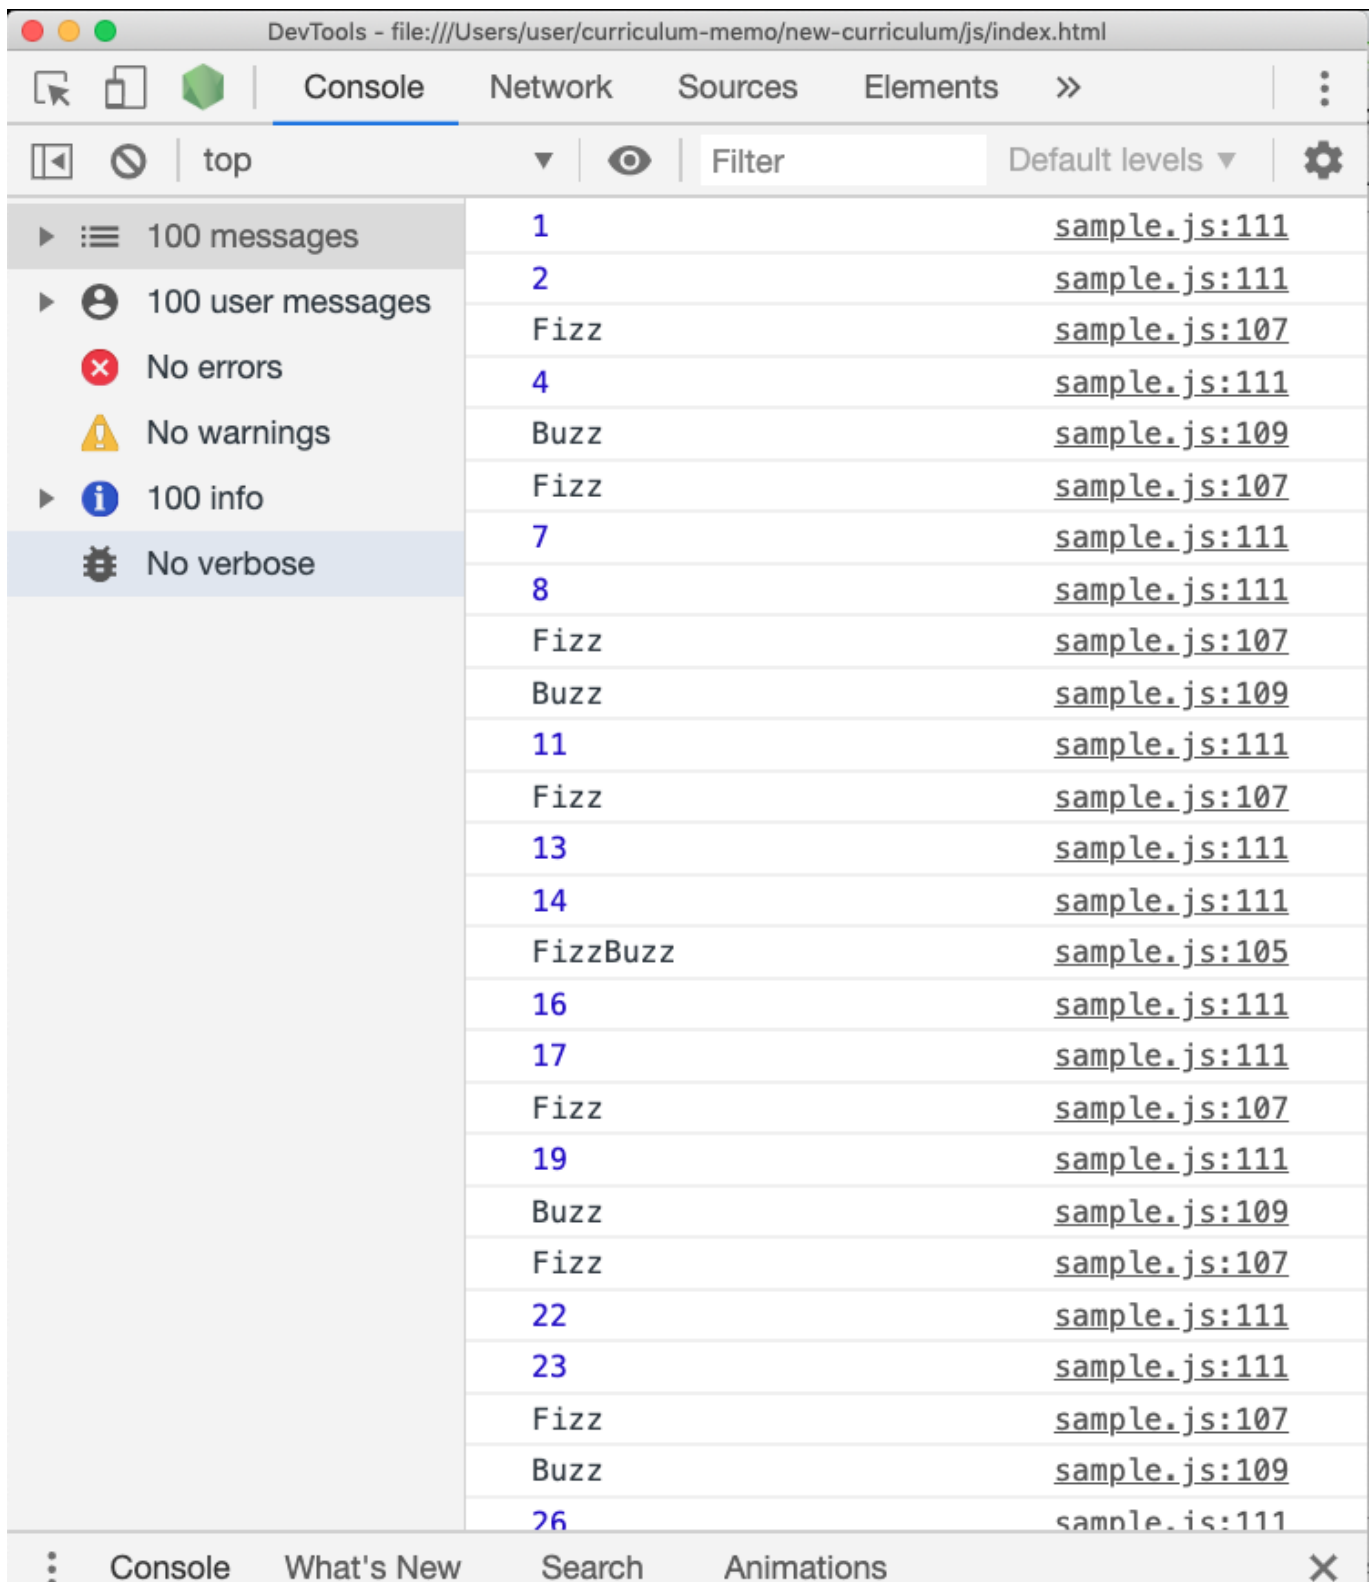 DevTools - file:///Users/user/curriculum-memo/new-curriculum/js/index.html
Console Network Sources Elements »
top Filter Default levels
100 messages
100 user messages
No errors
No warnings
100 info
No verbose
1 sample.js:111
2 sample.js:111
Fizz sample.js:107
4 sample.js:111
Buzz sample.js:109
Fizz sample.js:107
7 sample.js:111
8 sample.js:111
Fizz sample.js:107
Buzz sample.js:109
11 sample.js:111
Fizz sample.js:107
13 sample.js:111
14 sample.js:111
FizzBuzz sample.js:105
16 sample.js:111
17 sample.js:111
Fizz sample.js:107
19 sample.js:111
Buzz sample.js:109
Fizz sample.js:107
22 sample.js:111
23 sample.js:111
Fizz sample.js:107
Buzz sample.js:109
26 sample.js:111
Console What's New Search Animations